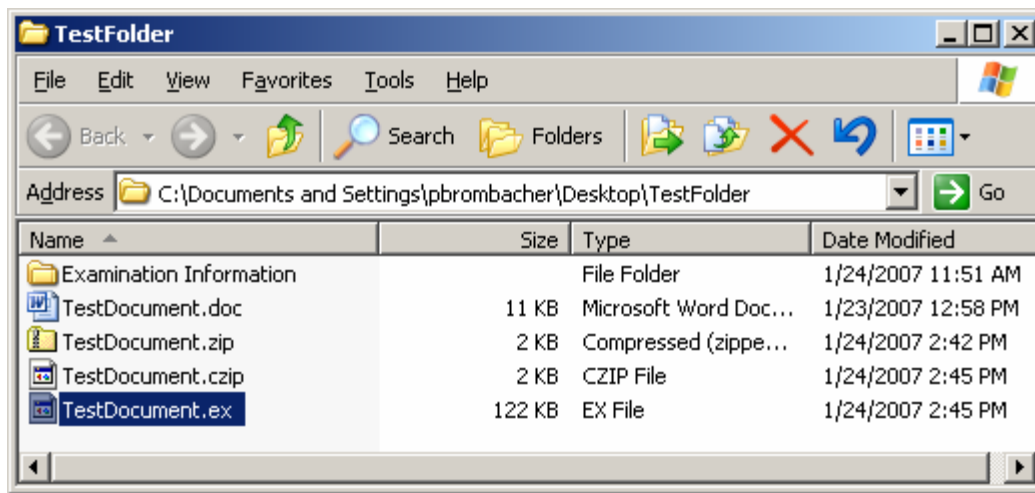 TestFolder
File Edit View Favorites Tools Help
Back Search Folders
Address C:\Documents and Settings\pbrombacher\Desktop\TestFolder Go
Name Size Type Date Modified
Examination Information File Folder 1/24/2007 11:51 AM
TestDocument.doc 11 KB Microsoft Word Doc... 1/23/2007 12:58 PM
TestDocument.zip 2 KB Compressed (zippe... 1/24/2007 2:42 PM
TestDocument.czip 2 KB CZIP File 1/24/2007 2:45 PM
TestDocument.ex 122 KB EX File 1/24/2007 2:45 PM